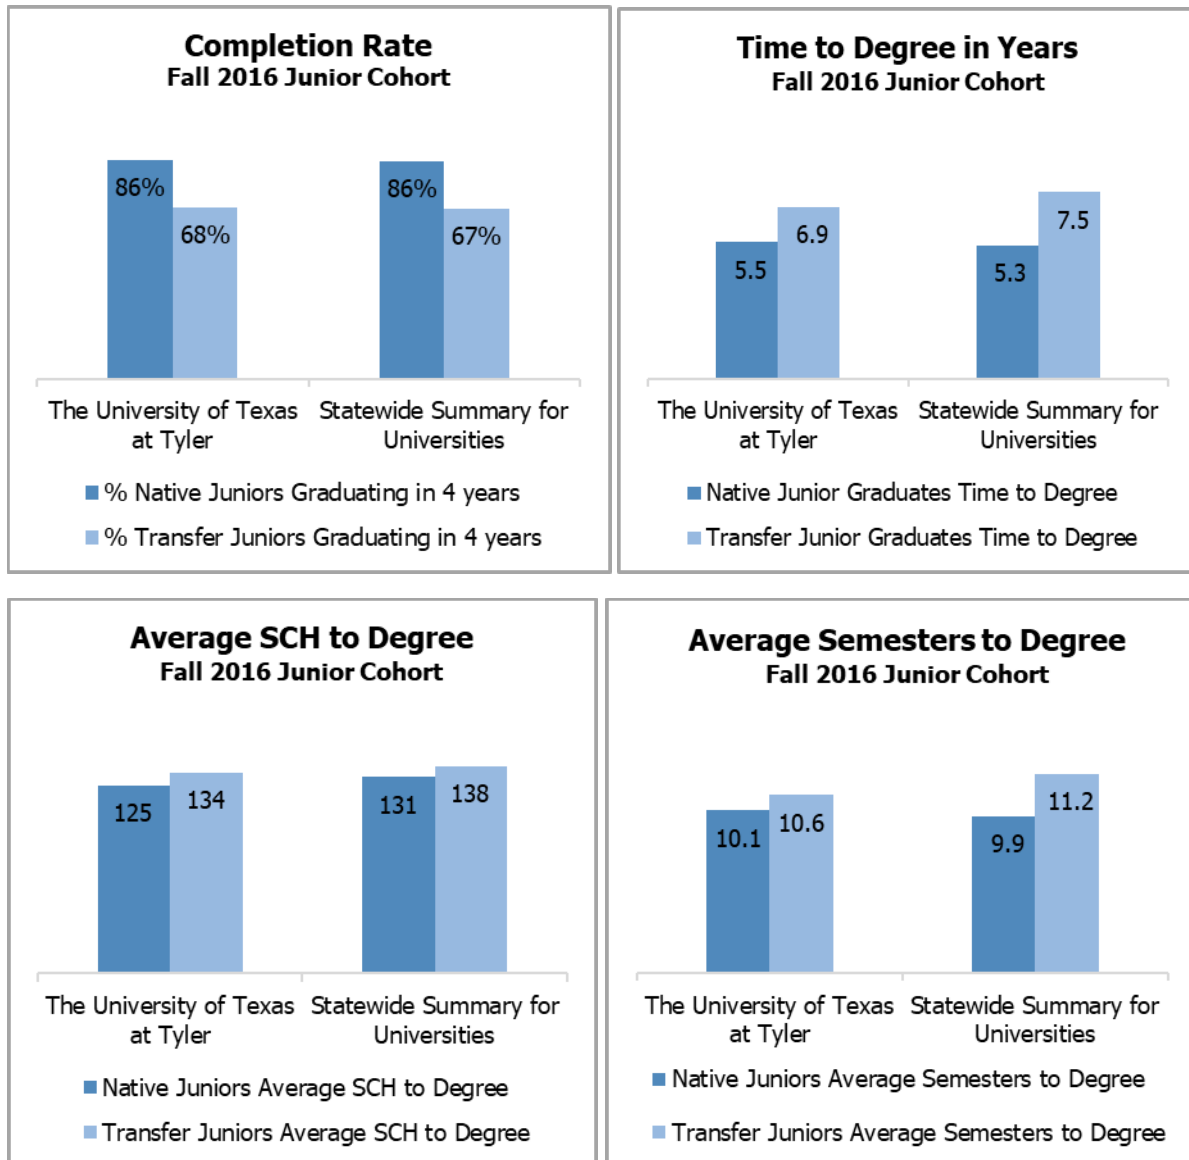 Completion Rate
Fall 2016 Junior Cohort
86%
68%
86%
67%
The University of Texas
at Tyler
Statewide Summary for
Universities
% Native Juniors Graduating in 4 years
% Transfer Juniors Graduating in 4 years
Time to Degree in Years
Fall 2016 Junior Cohort
5.5
6.9
5.3
7.5
The University of Texas
at Tyler
Statewide Summary for
Universities
Native Junior Graduates Time to Degree
Transfer Junior Graduates Time to Degree
Average SCH to Degree
Fall 2016 Junior Cohort
125
134
131
138
The University of Texas
at Tyler
Statewide Summary for
Universities
Native Juniors Average SCH to Degree
Transfer Juniors Average SCH to Degree
Average Semesters to Degree
Fall 2016 Junior Cohort
10.1
10.6
9.9
11.2
The University of Texas
at Tyler
Statewide Summary for
Universities
Native Juniors Average Semesters to Degree
Transfer Juniors Average Semesters to Degree